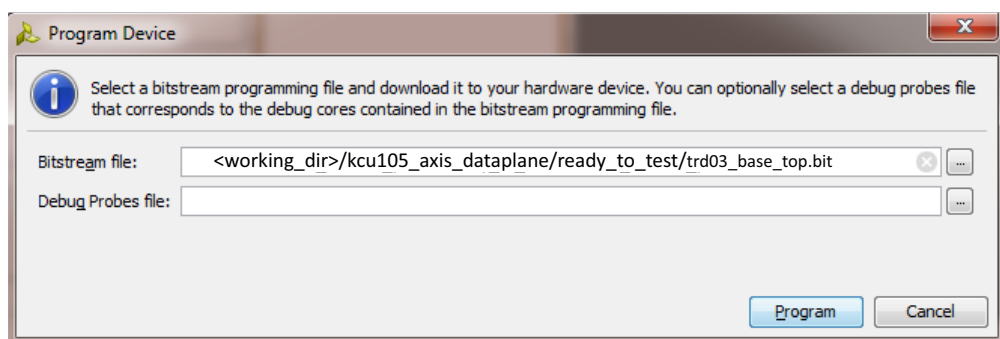 Program Device
Select a bitstream programming file and download it to your hardware device. You can optionally select a debug probes file
that corresponds to the debug cores contained in the bitstream programming file.
Bitstream file: <working_dir>/kcu105_axis_dataplane/ready_to_test/trd03_base_top.bit ...
Debug Probes file: ...
Program Cancel